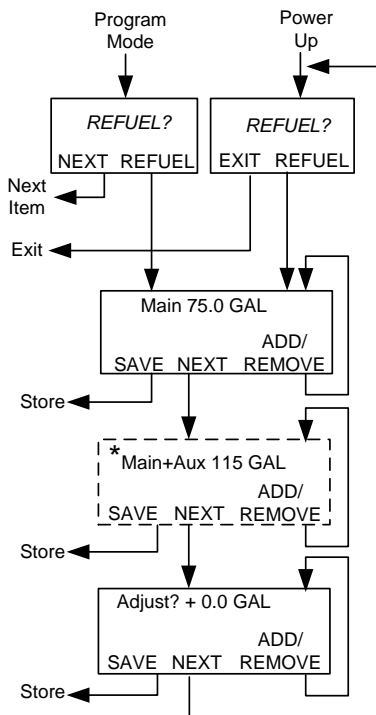 Program
Mode
Power
Up
REFUEL?
NEXT REFUEL
REFUEL?
EXIT REFUEL
Next
Item
Exit
Main 75.0 GAL
ADD/
SAVE NEXT REMOVE
Store
*Main+Aux 115 GAL
ADD/
SAVE NEXT REMOVE
Store
Adjust? + 0.0 GAL
ADD/
SAVE NEXT REMOVE
Store